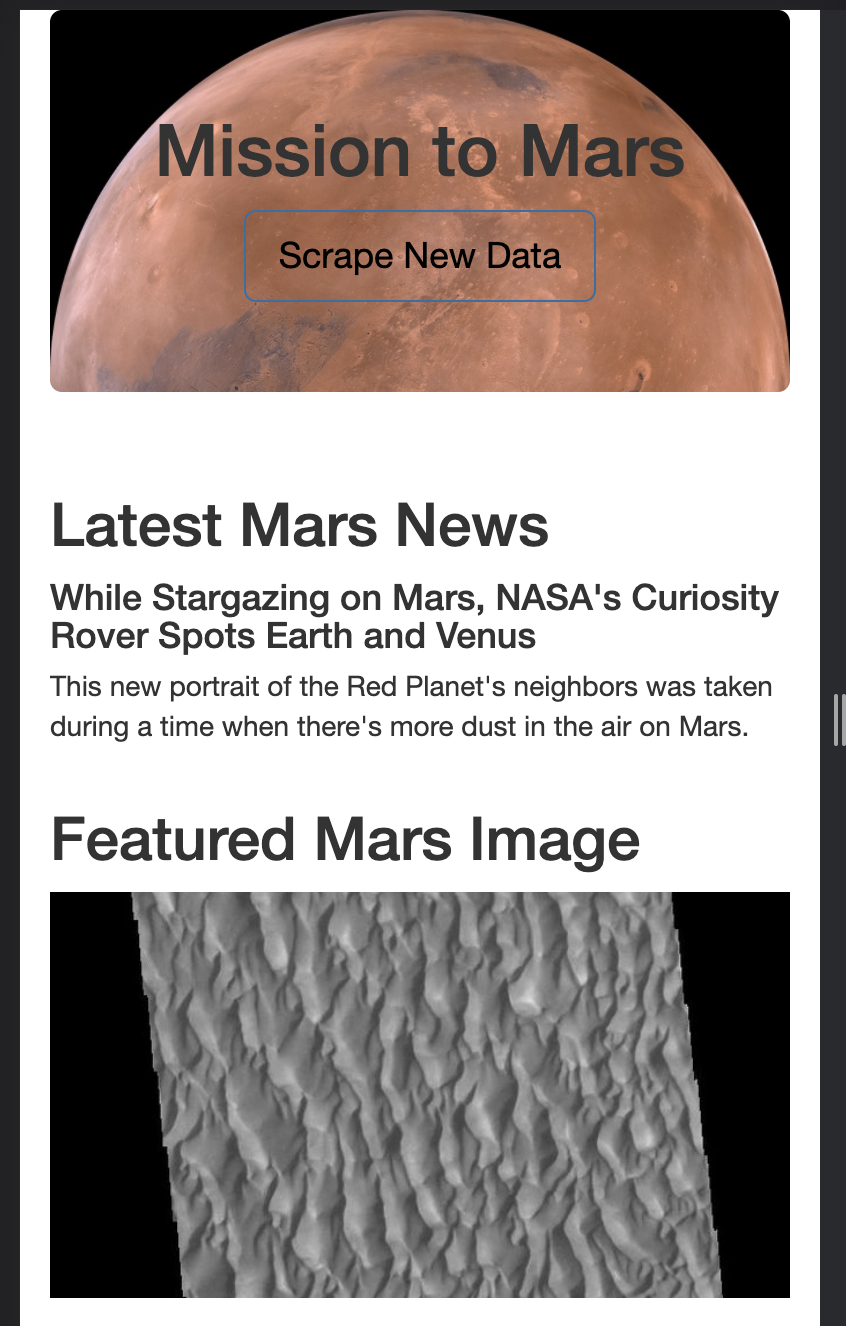 Mission to Mars
Scrape New Data
Latest Mars News
While Stargazing on Mars, NASA's Curiosity
Rover Spots Earth and Venus
This new portrait of the Red Planet's neighbors was taken
during a time when there's more dust in the air on Mars.
Featured Mars Image